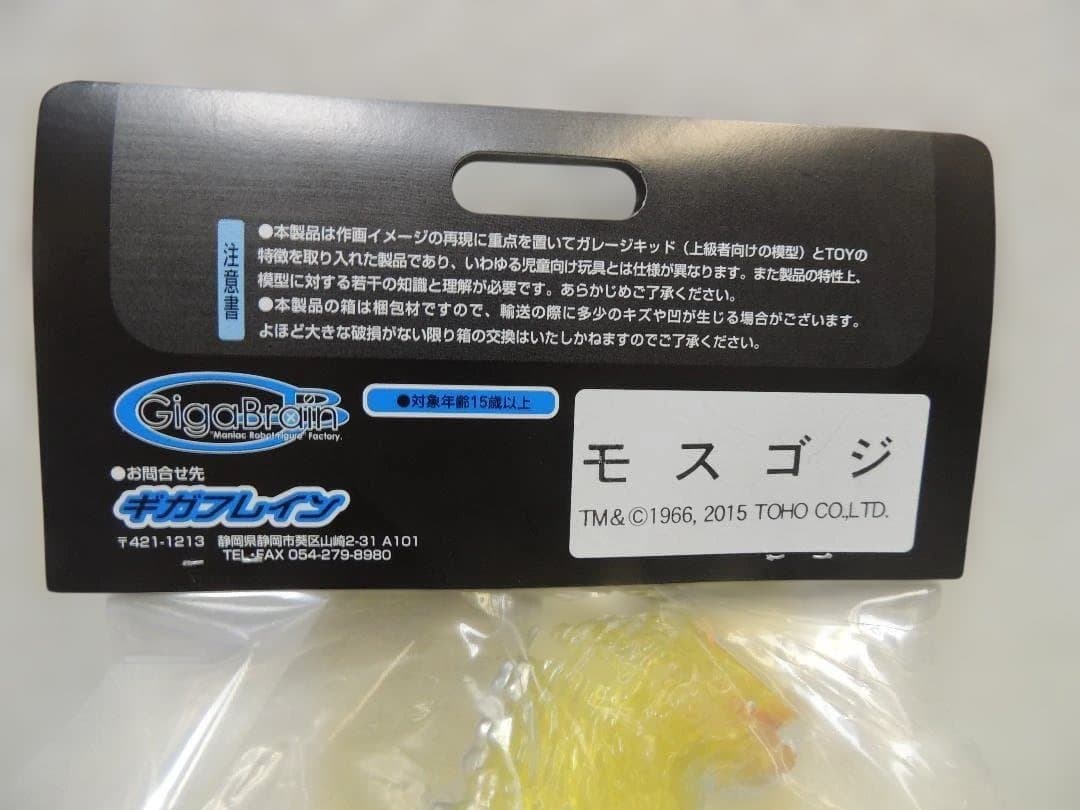 注意書
●本製品は作画イメージの再現に重点を置いてガレージキッド（上級者向けの模型）とTOYの
特徴を取り入れた製品であり、いわゆる児童向け玩具とは仕様が異なります。また製品の特性上、
模型に対する若干の知識と理解が必要です。あらかじめご了承ください。
●本製品の箱は梱包材ですので、輸送の際に多少のキズや凹が生じる場合がございます。
よほど大きな破損がない限り箱の交換はいたしかねますのでご了承ください。
GigaBrain
"Maniac Robot Figure" Factory.
●対象年齢15歳以上
●お問合せ先
ギガブレイン
〒421-1213 静岡県静岡市葵区山崎2-31 A101
TEL・FAX 054-279-8980
モスゴジ
TM&©1966, 2015 TOHO CO.,LTD.